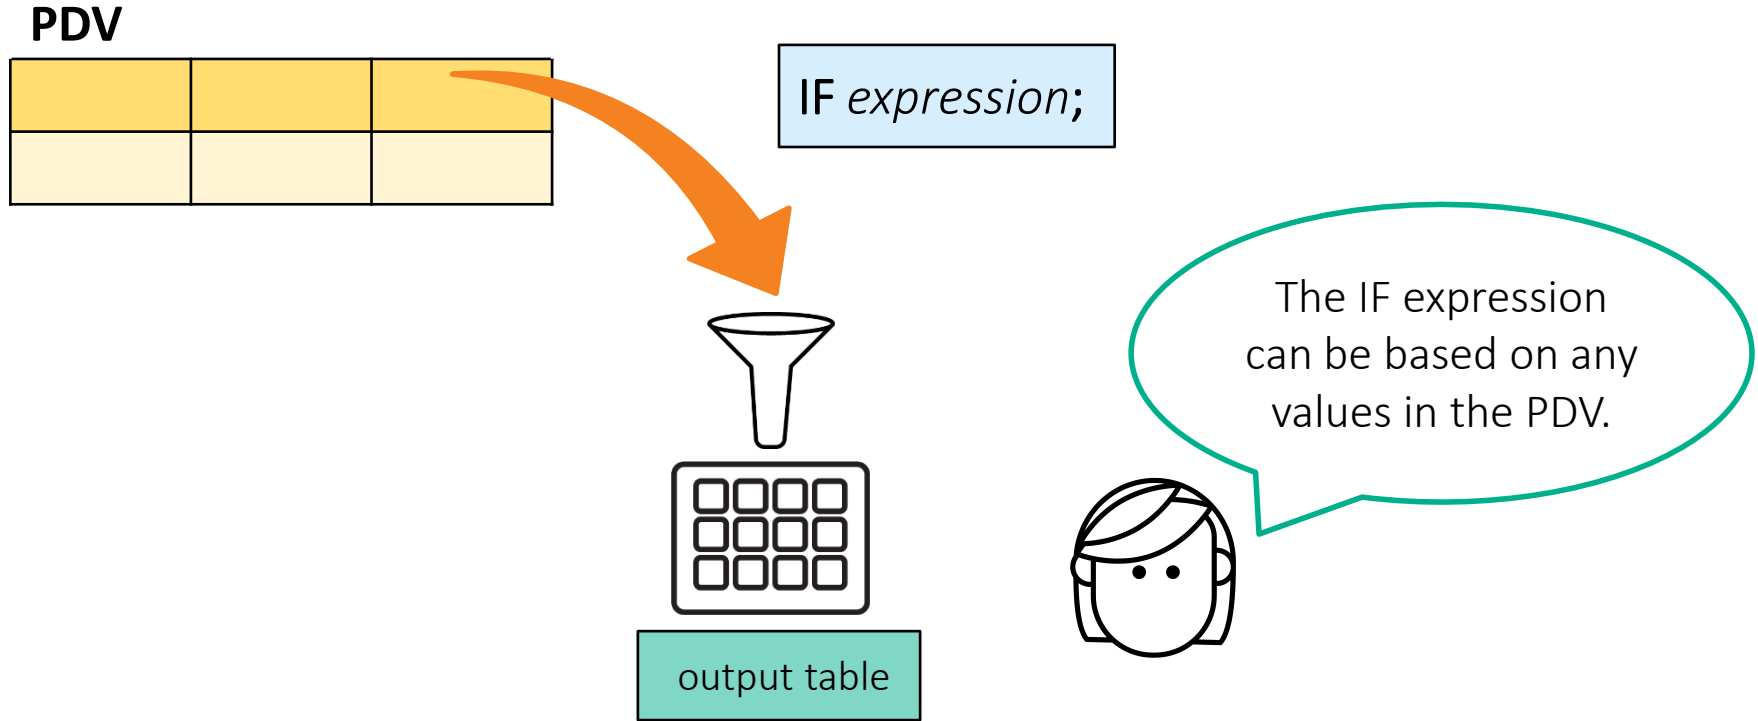 PDV
IF expression;
The IF expression
can be based on any
values in the PDV.
output table